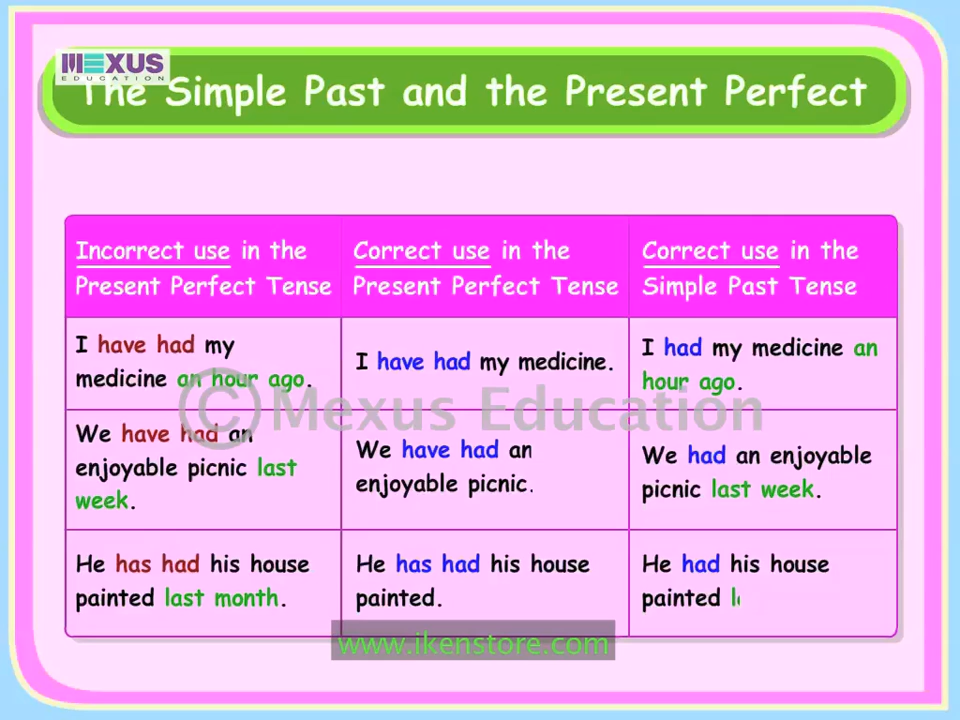 MEXUS
EDUCATION
The Simple Past and the Present Perfect
Incorrect use in the
Present Perfect Tense
Correct use in the
Present Perfect Tense
Correct use in the
Simple Past Tense
I have had my
medicine an hour ago.
I have had my medicine.
I had my medicine an
hour ago.
We have had an
enjoyable picnic last
week.
We have had an
enjoyable picnic.
We had an enjoyable
picnic last week.
He has had his house
painted last month.
He has had his house
painted.
He had his house
painted
© Mexus Education
www.ikenstore.com